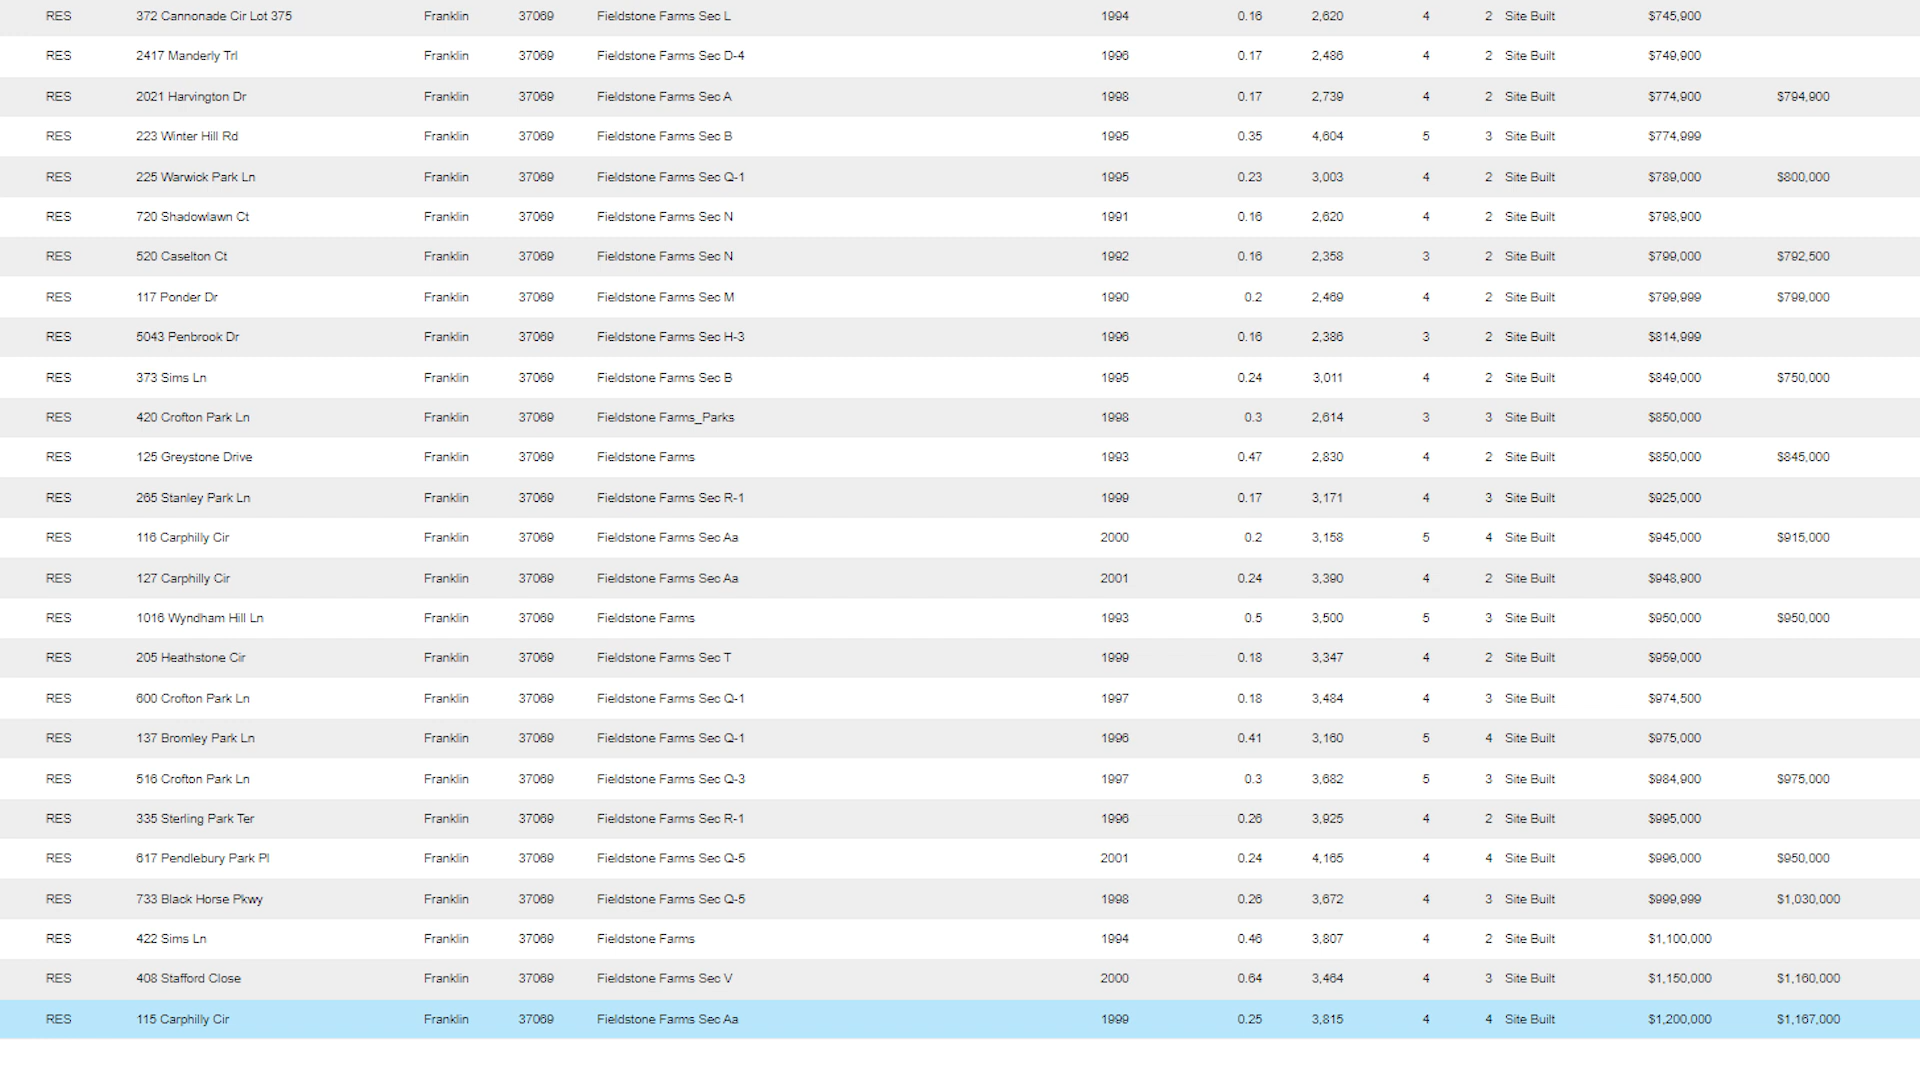 RES 372 Cannonade Cir Lot 375 Franklin 37069 Fieldstone Farms Sec L 1994 0.16 2,620 4 2 Site Built $745,900
RES 2417 Manderly Trl Franklin 37069 Fieldstone Farms Sec D-4 1996 0.17 2,486 4 2 Site Built $749,900
RES 2021 Harvington Dr Franklin 37069 Fieldstone Farms Sec A 1998 0.17 2,739 4 2 Site Built $774,900 $794,900
RES 223 Winter Hill Rd Franklin 37069 Fieldstone Farms Sec B 1995 0.35 4,604 5 3 Site Built $774,999
RES 225 Warwick Park Ln Franklin 37069 Fieldstone Farms Sec Q-1 1995 0.23 3,003 4 2 Site Built $789,000 $800,000
RES 720 Shadowlawn Ct Franklin 37069 Fieldstone Farms Sec N 1991 0.16 2,620 4 2 Site Built $798,900
RES 520 Caselton Ct Franklin 37069 Fieldstone Farms Sec N 1992 0.16 2,358 3 2 Site Built $799,000 $792,500
RES 117 Ponder Dr Franklin 37069 Fieldstone Farms Sec M 1990 0.2 2,469 4 2 Site Built $799,999 $799,000
RES 5043 Penbrook Dr Franklin 37069 Fieldstone Farms Sec H-3 1996 0.16 2,386 3 2 Site Built $814,999
RES 373 Sims Ln Franklin 37069 Fieldstone Farms Sec B 1995 0.24 3,011 4 2 Site Built $849,000 $750,000
RES 420 Crofton Park Ln Franklin 37069 Fieldstone Farms_Parks 1998 0.3 2,614 3 3 Site Built $850,000
RES 125 Greystone Drive Franklin 37069 Fieldstone Farms 1993 0.47 2,830 4 2 Site Built $850,000 $845,000
RES 265 Stanley Park Ln Franklin 37069 Fieldstone Farms Sec R-1 1999 0.17 3,171 4 3 Site Built $925,000
RES 116 Carphilly Cir Franklin 37069 Fieldstone Farms Sec Aa 2000 0.2 3,158 5 4 Site Built $945,000 $915,000
RES 127 Carphilly Cir Franklin 37069 Fieldstone Farms Sec Aa 2001 0.24 3,390 4 2 Site Built $948,900
RES 1016 Wyndham Hill Ln Franklin 37069 Fieldstone Farms 1993 0.5 3,500 5 3 Site Built $950,000 $950,000
RES 205 Heathstone Cir Franklin 37069 Fieldstone Farms Sec T 1999 0.18 3,347 4 2 Site Built $959,000
RES 600 Crofton Park Ln Franklin 37069 Fieldstone Farms Sec Q-1 1997 0.18 3,484 4 3 Site Built $974,500
RES 137 Bromley Park Ln Franklin 37069 Fieldstone Farms Sec Q-1 1996 0.41 3,160 5 4 Site Built $975,000
RES 516 Crofton Park Ln Franklin 37069 Fieldstone Farms Sec Q-3 1997 0.3 3,682 5 3 Site Built $984,900 $975,000
RES 335 Sterling Park Ter Franklin 37069 Fieldstone Farms Sec R-1 1996 0.26 3,925 4 2 Site Built $995,000
RES 617 Pendlebury Park Pl Franklin 37069 Fieldstone Farms Sec Q-5 2001 0.24 4,165 4 4 Site Built $996,000 $950,000
RES 733 Black Horse Pkwy Franklin 37069 Fieldstone Farms Sec Q-5 1998 0.26 3,672 4 3 Site Built $999,999 $1,030,000
RES 422 Sims Ln Franklin 37069 Fieldstone Farms 1994 0.46 3,807 4 2 Site Built $1,100,000
RES 408 Stafford Close Franklin 37069 Fieldstone Farms Sec V 2000 0.64 3,464 4 3 Site Built $1,150,000 $1,160,000
RES 115 Carphilly Cir Franklin 37069 Fieldstone Farms Sec Aa 1999 0.25 3,815 4 4 Site Built $1,200,000 $1,167,000